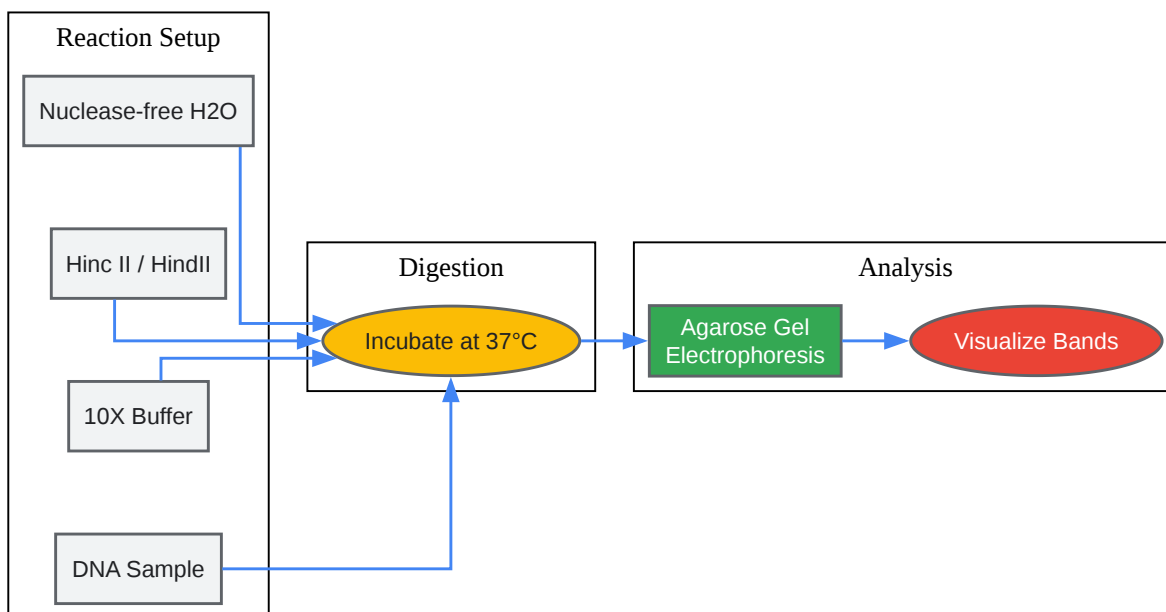 Reaction Setup
Nuclease-free H2O
Hinc II / HindII
10X Buffer
DNA Sample
Digestion
Incubate at 37°C
Analysis
Agarose Gel
Electrophoresis
Visualize Bands